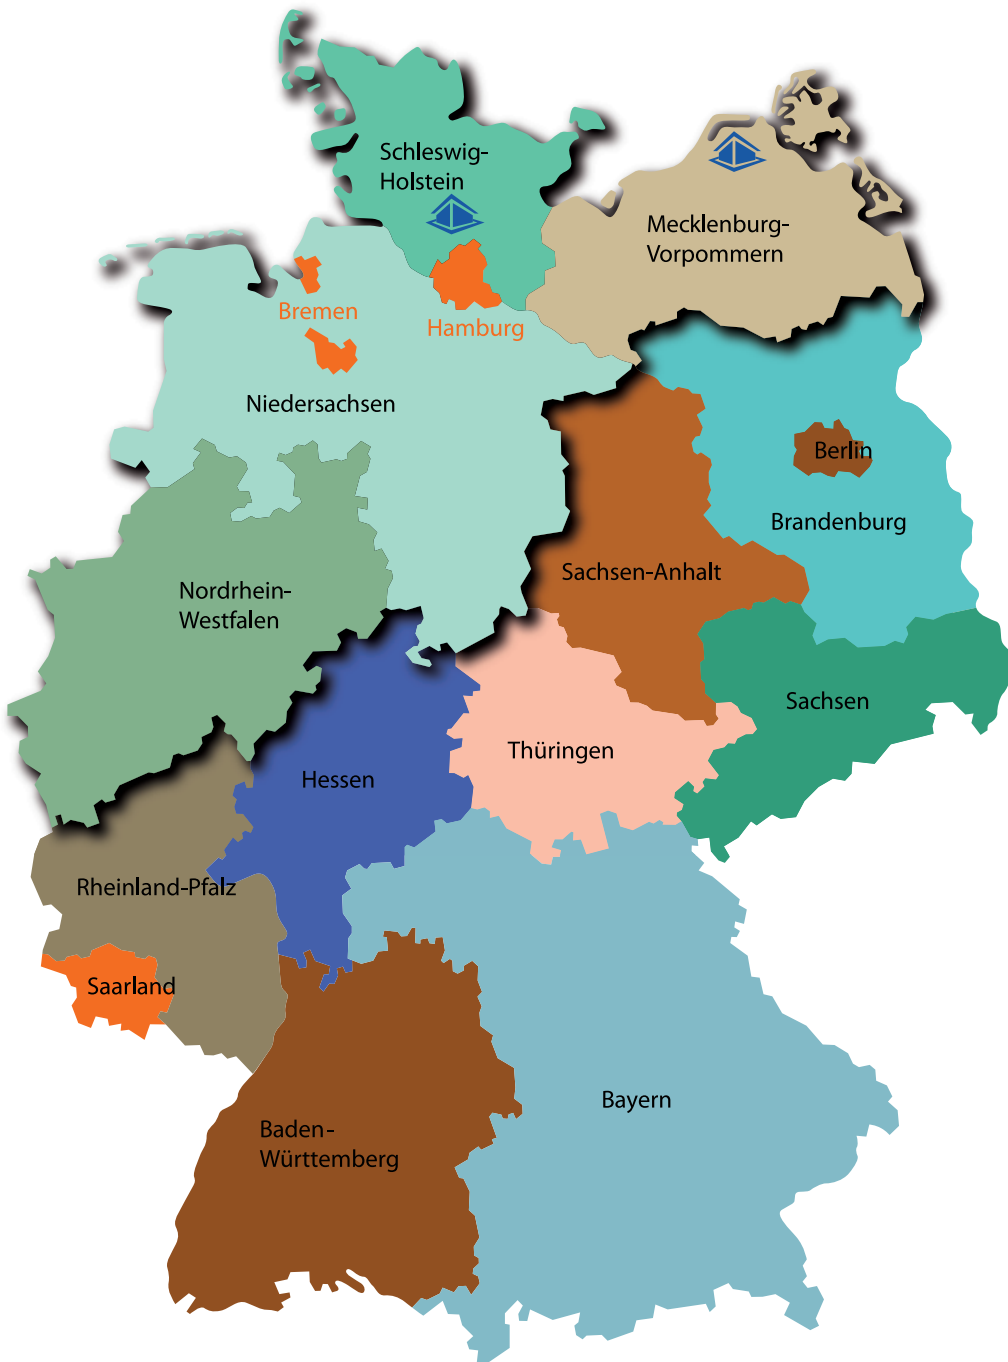 Schleswig-
Holstein
Mecklenburg-
Vorpommern
Bremen
Hamburg
Niedersachsen
Berlin
Brandenburg
Sachsen-Anhalt
Nordrhein-
Westfalen
Sachsen
Thüringen
Hessen
Rheinland-Pfalz
Saarland
Bayern
Baden-
Württemberg